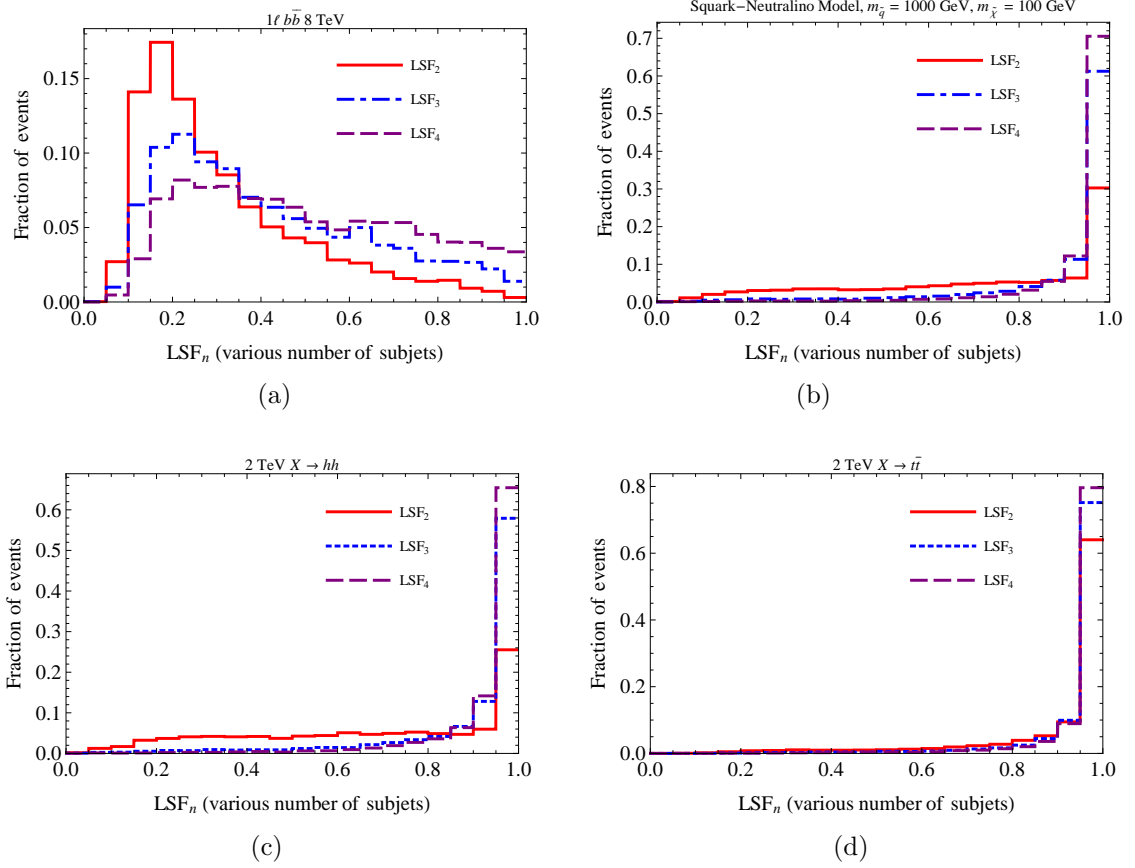 1ℓ bb̅ 8 TeV
LSF₂
LSF₃
LSF₄
Fraction of events
0.15
0.10
0.05
0.00
0.0 0.2 0.4 0.6 0.8 1.0
LSFₙ (various number of subjets)
(a)
Squark–Neutralino Model, m_q̃ = 1000 GeV, m_χ̃ = 100 GeV
LSF₂
LSF₃
LSF₄
Fraction of events
0.7
0.6
0.5
0.4
0.3
0.2
0.1
0.0
0.0 0.2 0.4 0.6 0.8 1.0
LSFₙ (various number of subjets)
(b)
2 TeV X → hh
LSF₂
LSF₃
LSF₄
Fraction of events
0.6
0.5
0.4
0.3
0.2
0.1
0.0
0.0 0.2 0.4 0.6 0.8 1.0
LSFₙ (various number of subjets)
(c)
2 TeV X → tt̅
LSF₂
LSF₃
LSF₄
Fraction of events
0.8
0.6
0.4
0.2
0.0
0.0 0.2 0.4 0.6 0.8 1.0
LSFₙ (various number of subjets)
(d)